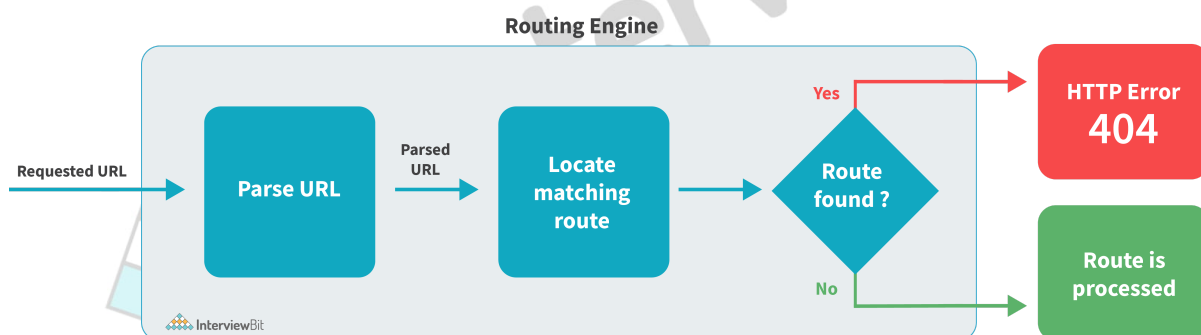 Routing Engine
Requested URL
Parse URL
Parsed
URL
Locate
matching
route
Route
found ?
Yes
HTTP Error
404
No
Route is
processed
InterviewBit